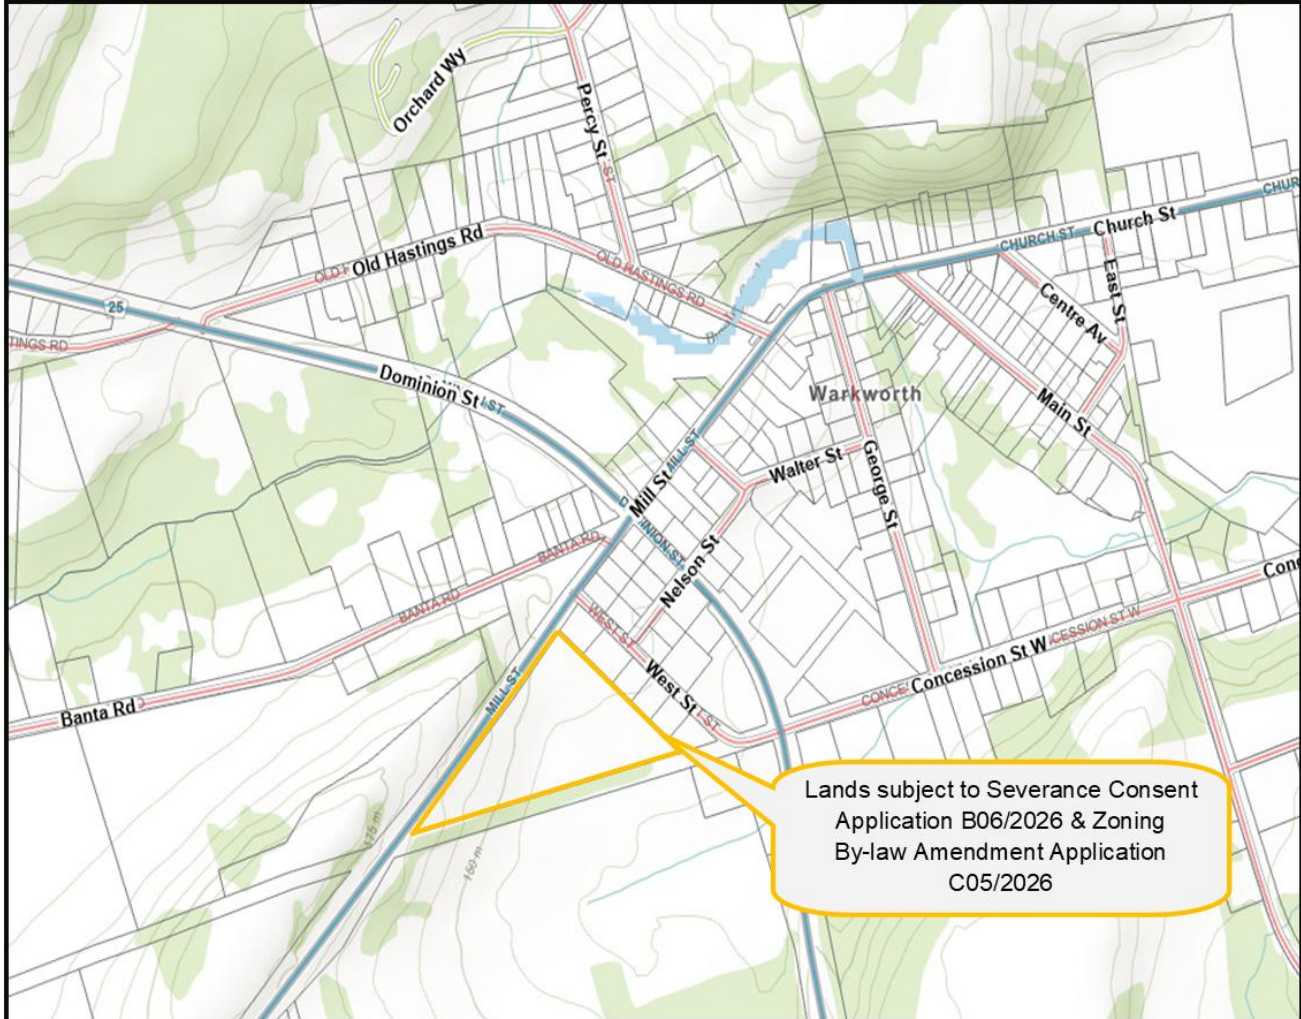 Orchard Wy
Percy St
ST
CHUR
Church St
CHURCH ST
Old Hastings Rd
OLD HASTINGS RD
East St
Centre Av
25
TINGS RD
Dominion St
ST
Warkworth
Main St
Mill St
MILL ST
Walter St
George St
BANTA RD
Nelson St
Conc
BANTA RD
WEST ST
CESSION ST W
Concession St W
CONCE
West St
ST
MILL ST
Banta Rd
175 m
150 m
Lands subject to Severance Consent
Application B06/2026 & Zoning
By-law Amendment Application
C05/2026